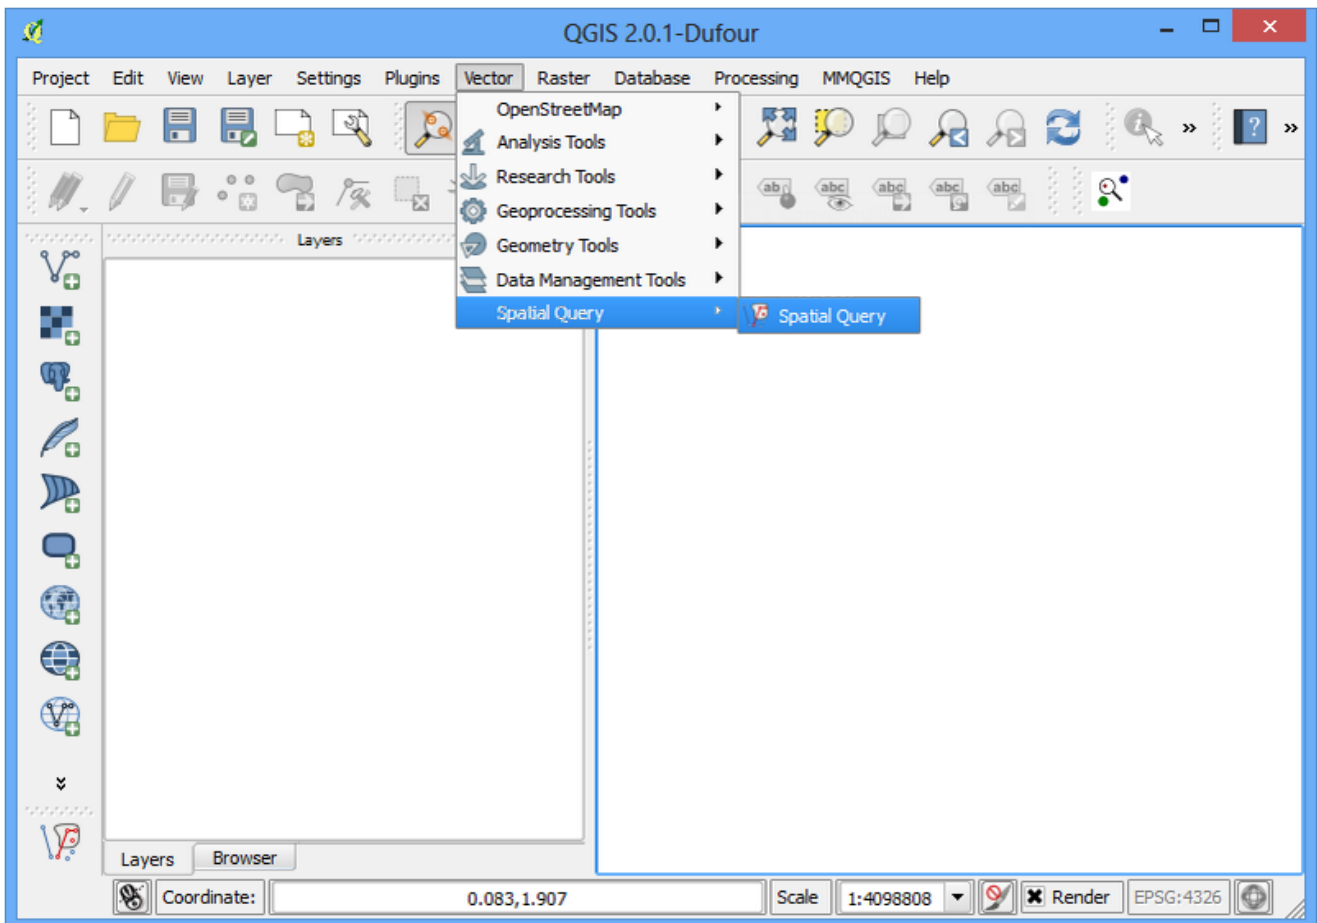 QGIS 2.0.1-Dufour
Project Edit View Layer Settings Plugins Vector Raster Database Processing MMQGIS Help
OpenStreetMap
Analysis Tools
Research Tools
Geoprocessing Tools
Geometry Tools
Data Management Tools
Spatial Query
Spatial Query
ab
abc
abc
abc
abc
Layers
Layers Browser
Coordinate: 0.083,1.907 Scale 1:4098808 Render EPSG:4326